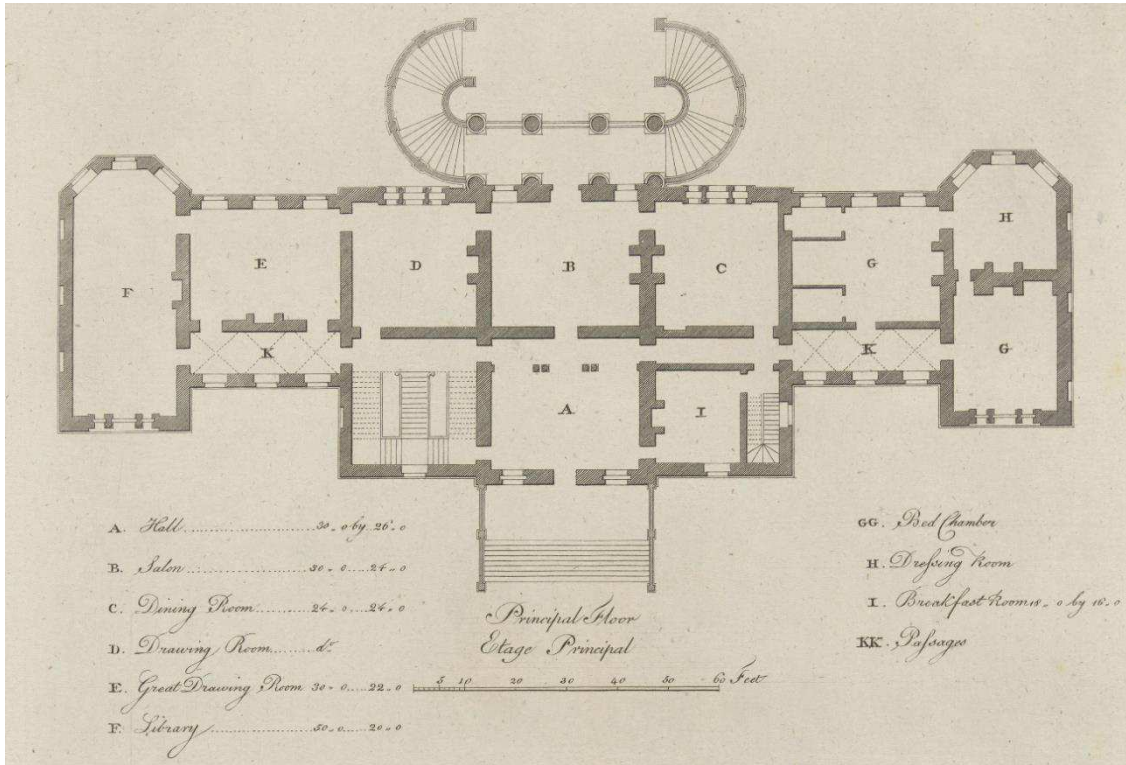 H
E D B C G
F
K K G
A I
A. Hall ............ 30 - 0 by 26 - 0
B. Salon ............ 30 - 0 ..... 24 - 0
C. Dining Room ......... 24 - 0 ..... 24 - 0
D. Drawing Room ........ do.
E. Great Drawing Room 30 - 0 ..... 22 - 0
F. Library ............ 50 - 0 ..... 20 - 0
Principal Floor
Etage Principal
5 10 20 30 40 50 60 Feet
GG. Bed Chamber
H. Dreſsing Room
I. Breakfast Room 18 - 0 by 16 - 0
KK. Paſsages